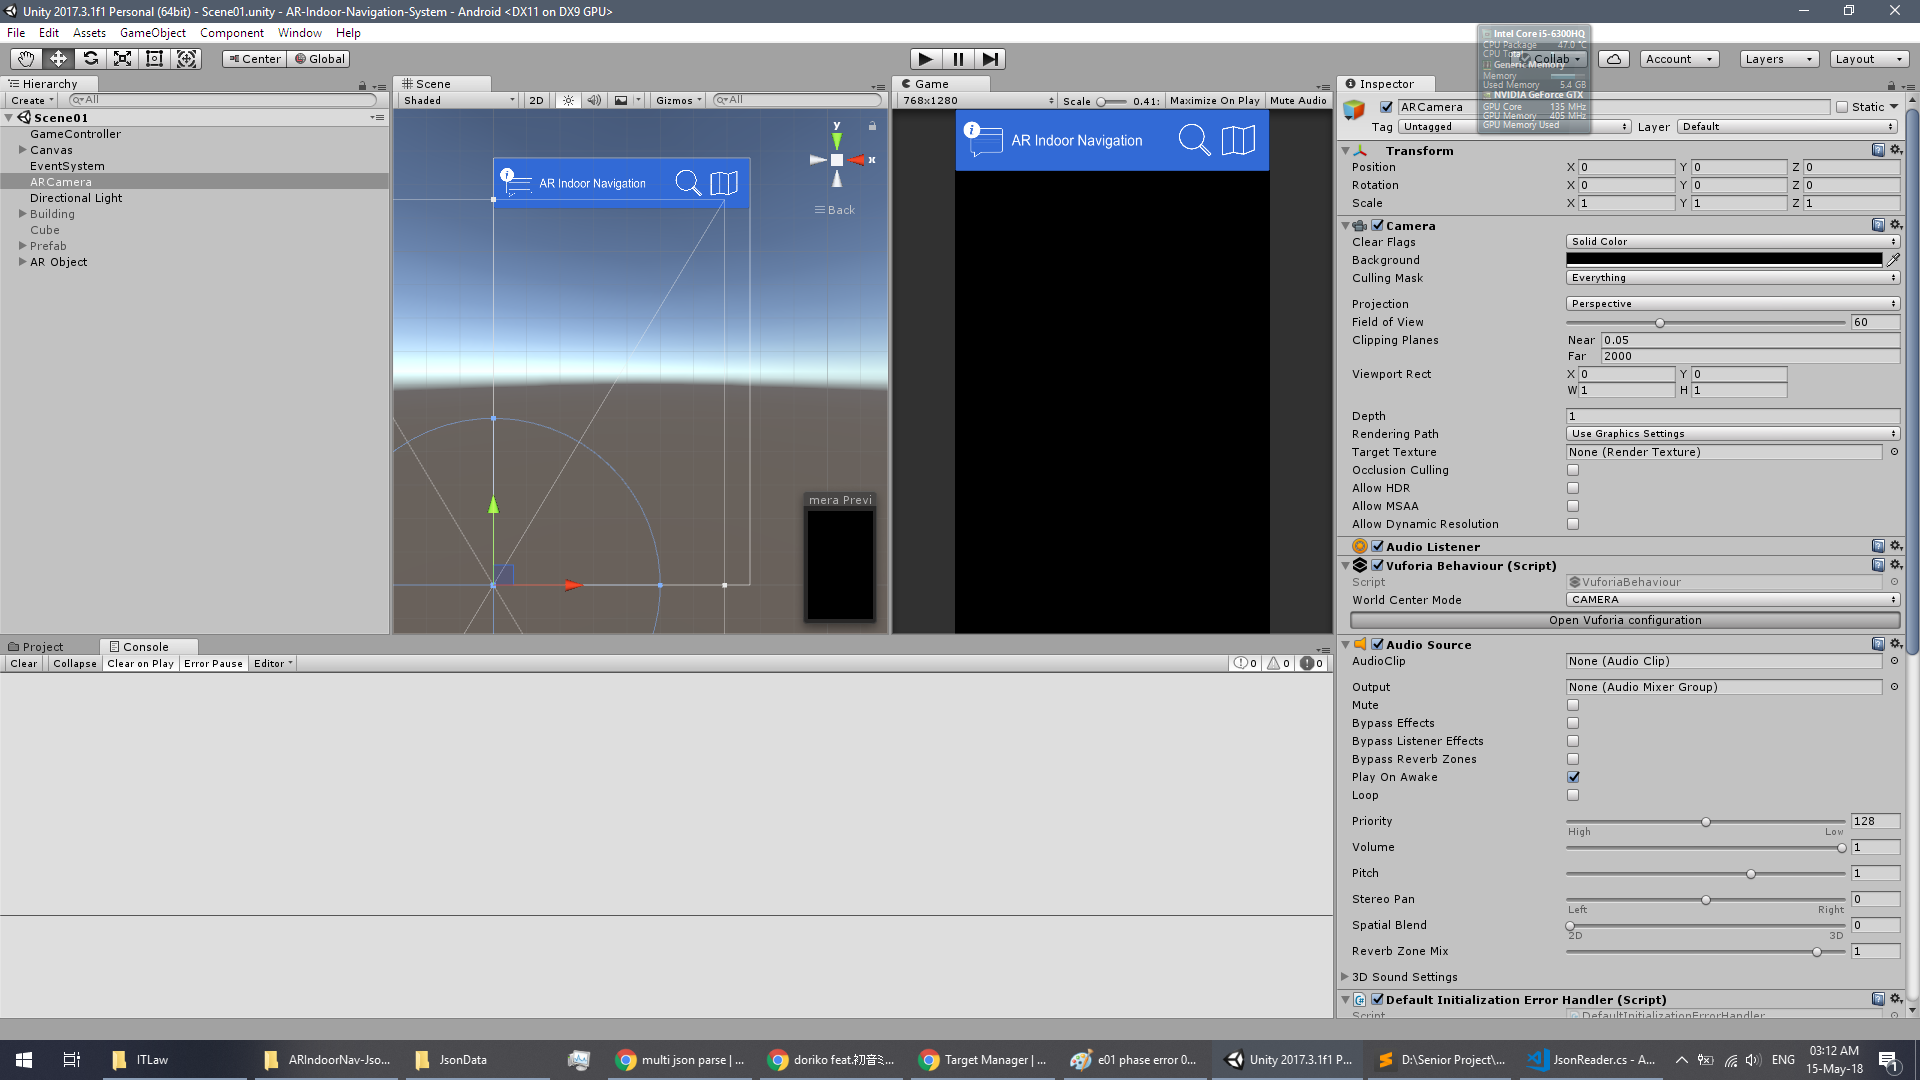 Unity 2017.3.1f1 Personal (64bit) - Scene01.unity - AR-Indoor-Navigation-System - Android <DX11 on DX9 GPU>
File Edit Assets GameObject Component Window Help
Center Global
Collab Account Layers Layout
Intel Core i5-6300HQ
CPU Package 47.0 °C
CPU Total
Generic Memory
Memory
Used Memory 5.4 GB
NVIDIA GeForce GTX
GPU Core 135 MHz
GPU Memory 405 MHz
GPU Memory Used
Hierarchy
Create All
Scene01
GameController
Canvas
EventSystem
ARCamera
Directional Light
Building
Cube
Prefab
AR Object
Scene
Shaded 2D Gizmos All
AR Indoor Navigation
y
x
Back
mera Previ
Game
768x1280 Scale 0.41: Maximize On Play Mute Audio
AR Indoor Navigation
Inspector
ARCamera Static
Tag Untagged Layer Default
Transform
Position X 0 Y 0 Z 0
Rotation X 0 Y 0 Z 0
Scale X 1 Y 1 Z 1
Camera
Clear Flags Solid Color
Background
Culling Mask Everything
Projection Perspective
Field of View 60
Clipping Planes Near 0.05
Far 2000
Viewport Rect X 0 Y 0
W 1 H 1
Depth 1
Rendering Path Use Graphics Settings
Target Texture None (Render Texture)
Occlusion Culling
Allow HDR
Allow MSAA
Allow Dynamic Resolution
Audio Listener
Vuforia Behaviour (Script)
Script VuforiaBehaviour
World Center Mode CAMERA
Open Vuforia configuration
Audio Source
AudioClip None (Audio Clip)
Output None (Audio Mixer Group)
Mute
Bypass Effects
Bypass Listener Effects
Bypass Reverb Zones
Play On Awake
Loop
Priority 128
High Low
Volume 1
Pitch 1
Stereo Pan 0
Left Right
Spatial Blend 0
2D 3D
Reverb Zone Mix 1
3D Sound Settings
Default Initialization Error Handler (Script)
Script DefaultInitializationErrorHandler
Project Console
Clear Collapse Clear on Play Error Pause Editor 0 0 0
ITLaw ARIndoorNav-Jso... JsonData multi json parse | ... doriko feat.初音ミ... Target Manager | ... e01 phase error 0... Unity 2017.3.1f1 P... D:\Senior Project\... JsonReader.cs - A... ENG 03:12 AM
15-May-18
1